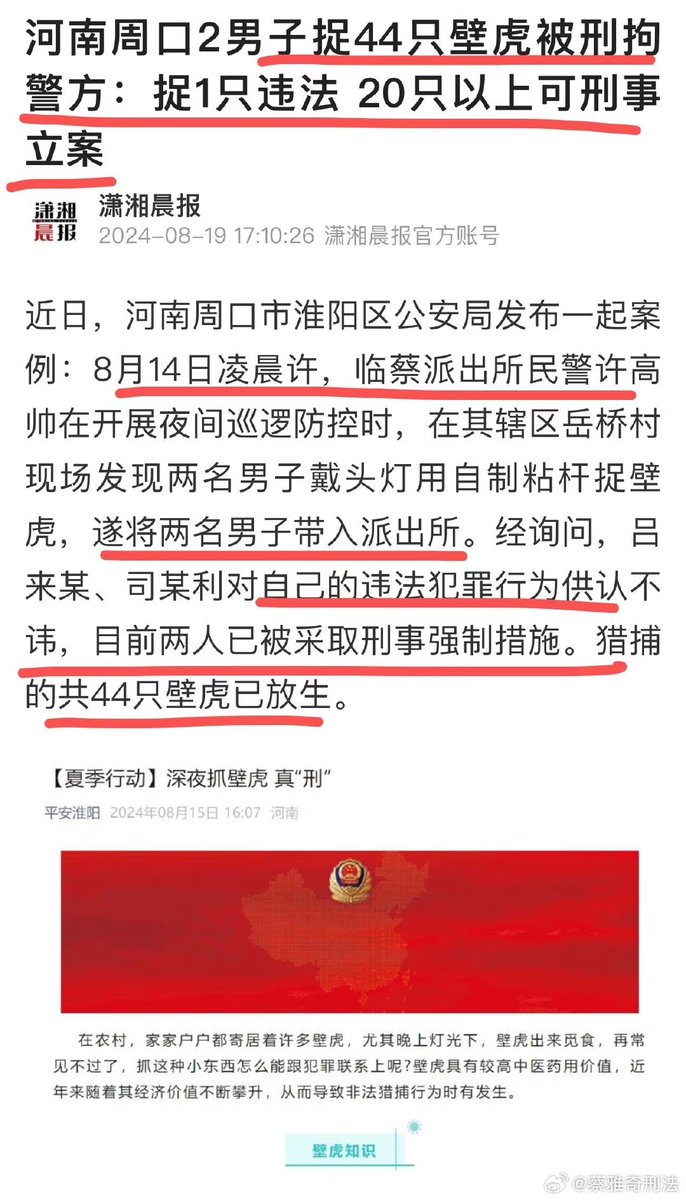 河南周口2男子捉44只壁虎被刑拘
警方：捉1只违法 20只以上可刑事
立案
潇湘
晨报
潇湘晨报
2024-08-19 17:10:26 潇湘晨报官方账号
近日，河南周口市淮阳区公安局发布一起案
例：8月14日凌晨许，临蔡派出所民警许高
帅在开展夜间巡逻防控时，在其辖区岳桥村
现场发现两名男子戴头灯用自制粘杆捉壁
虎，遂将两名男子带入派出所。经询问，吕
来某、司某利对自己的违法犯罪行为供认不
讳，目前两人已被采取刑事强制措施。猎捕
的共44只壁虎已放生。
【夏季行动】深夜抓壁虎 真“刑”
平安淮阳 2024年08月15日 16:07 河南
在农村，家家户户都寄居着许多壁虎，尤其晚上灯光下，壁虎出来觅食，再常
见不过了，抓这种小东西怎么能跟犯罪联系上呢?壁虎具有较高中医药用价值，近
年来随着其经济价值不断攀升，从而导致非法猎捕行为时有发生。
壁虎知识
@蔡雅奇刑法